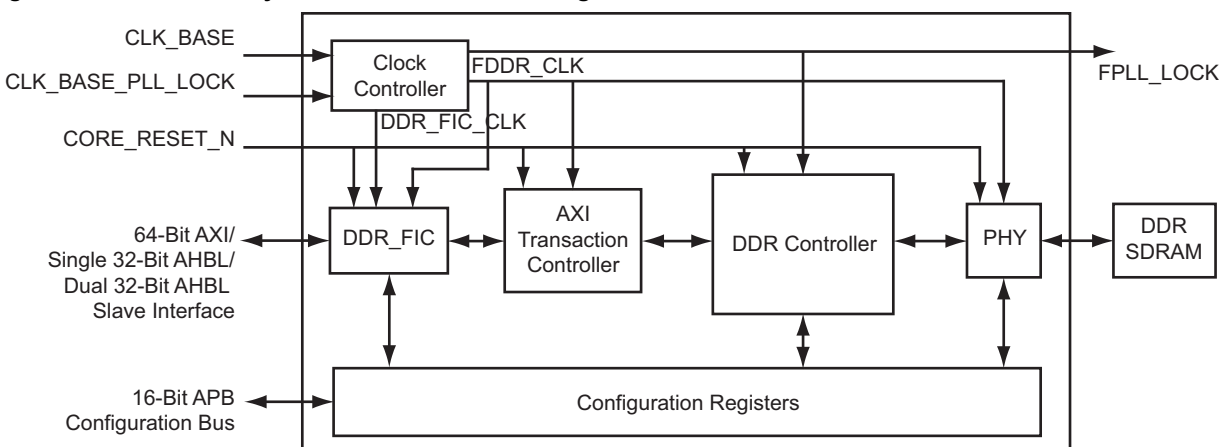 CLK_BASE
CLK_BASE_PLL_LOCK
CORE_RESET_N
Clock
Controller
FDDR_CLK
DDR_FIC_CLK
FPLL_LOCK
64-Bit AXI/
Single 32-Bit AHBL/
Dual 32-Bit AHBL
Slave Interface
DDR_FIC
AXI
Transaction
Controller
DDR Controller
PHY
DDR
SDRAM
16-Bit APB
Configuration Bus
Configuration Registers